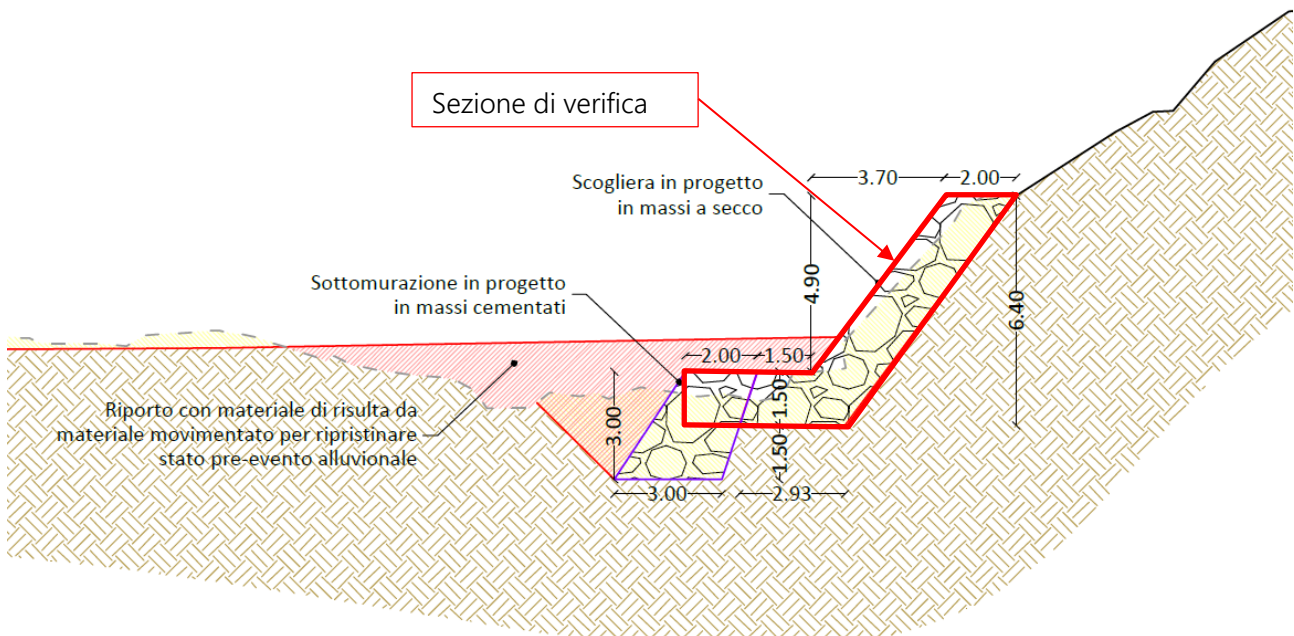 Sezione di verifica
3.70
2.00
Scogliera in progetto
in massi a secco
4.90
6.40
Sottomurazione in progetto
in massi cementati
2.00
1.50
1.50
Riporto con materiale di risulta da
materiale movimentato per ripristinare
stato pre-evento alluvionale
3.00
1.50
3.00
2.93